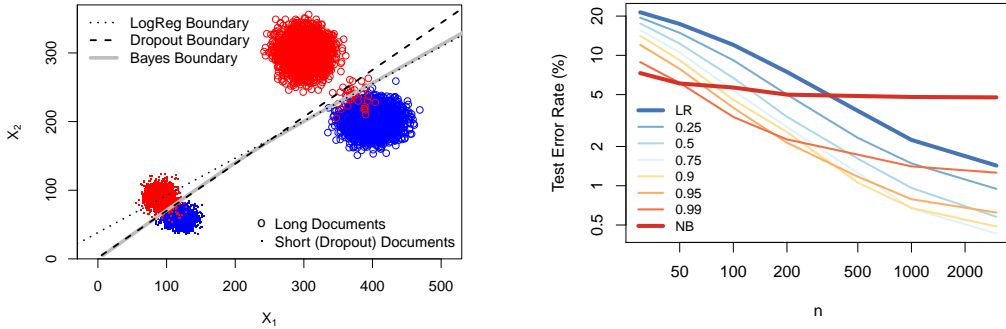 LogReg Boundary
Dropout Boundary
Bayes Boundary
Long Documents
Short (Dropout) Documents
0
100
200
300
X2
0
100
200
300
400
500
X1
20
10
5
2
1
0.5
Test Error Rate (%)
LR
0.25
0.5
0.75
0.9
0.95
0.99
NB
50
100
200
500
1000
2000
n